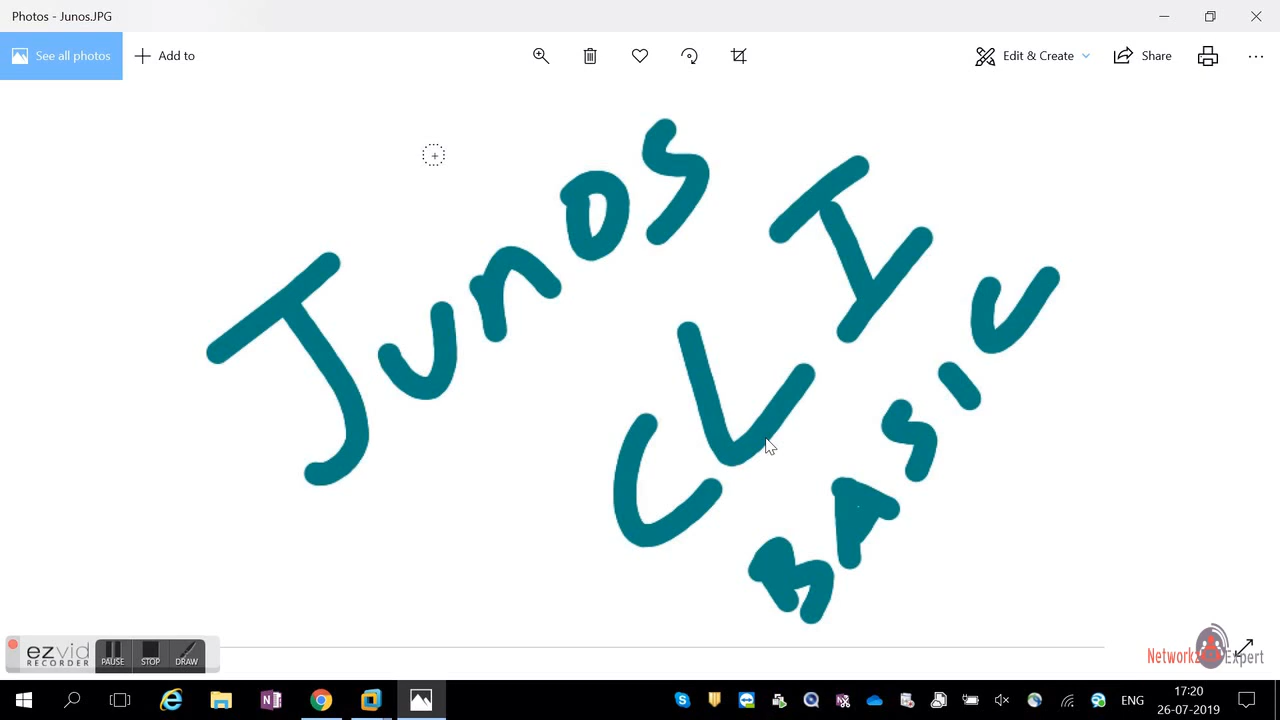 Photos - Junos.JPG
See all photos
Add to
Edit & Create
Share
Junos
CLI
BASIC
ezvid
RECORDER
PAUSE
STOP
DRAW
ENG
17:20
26-07-2019